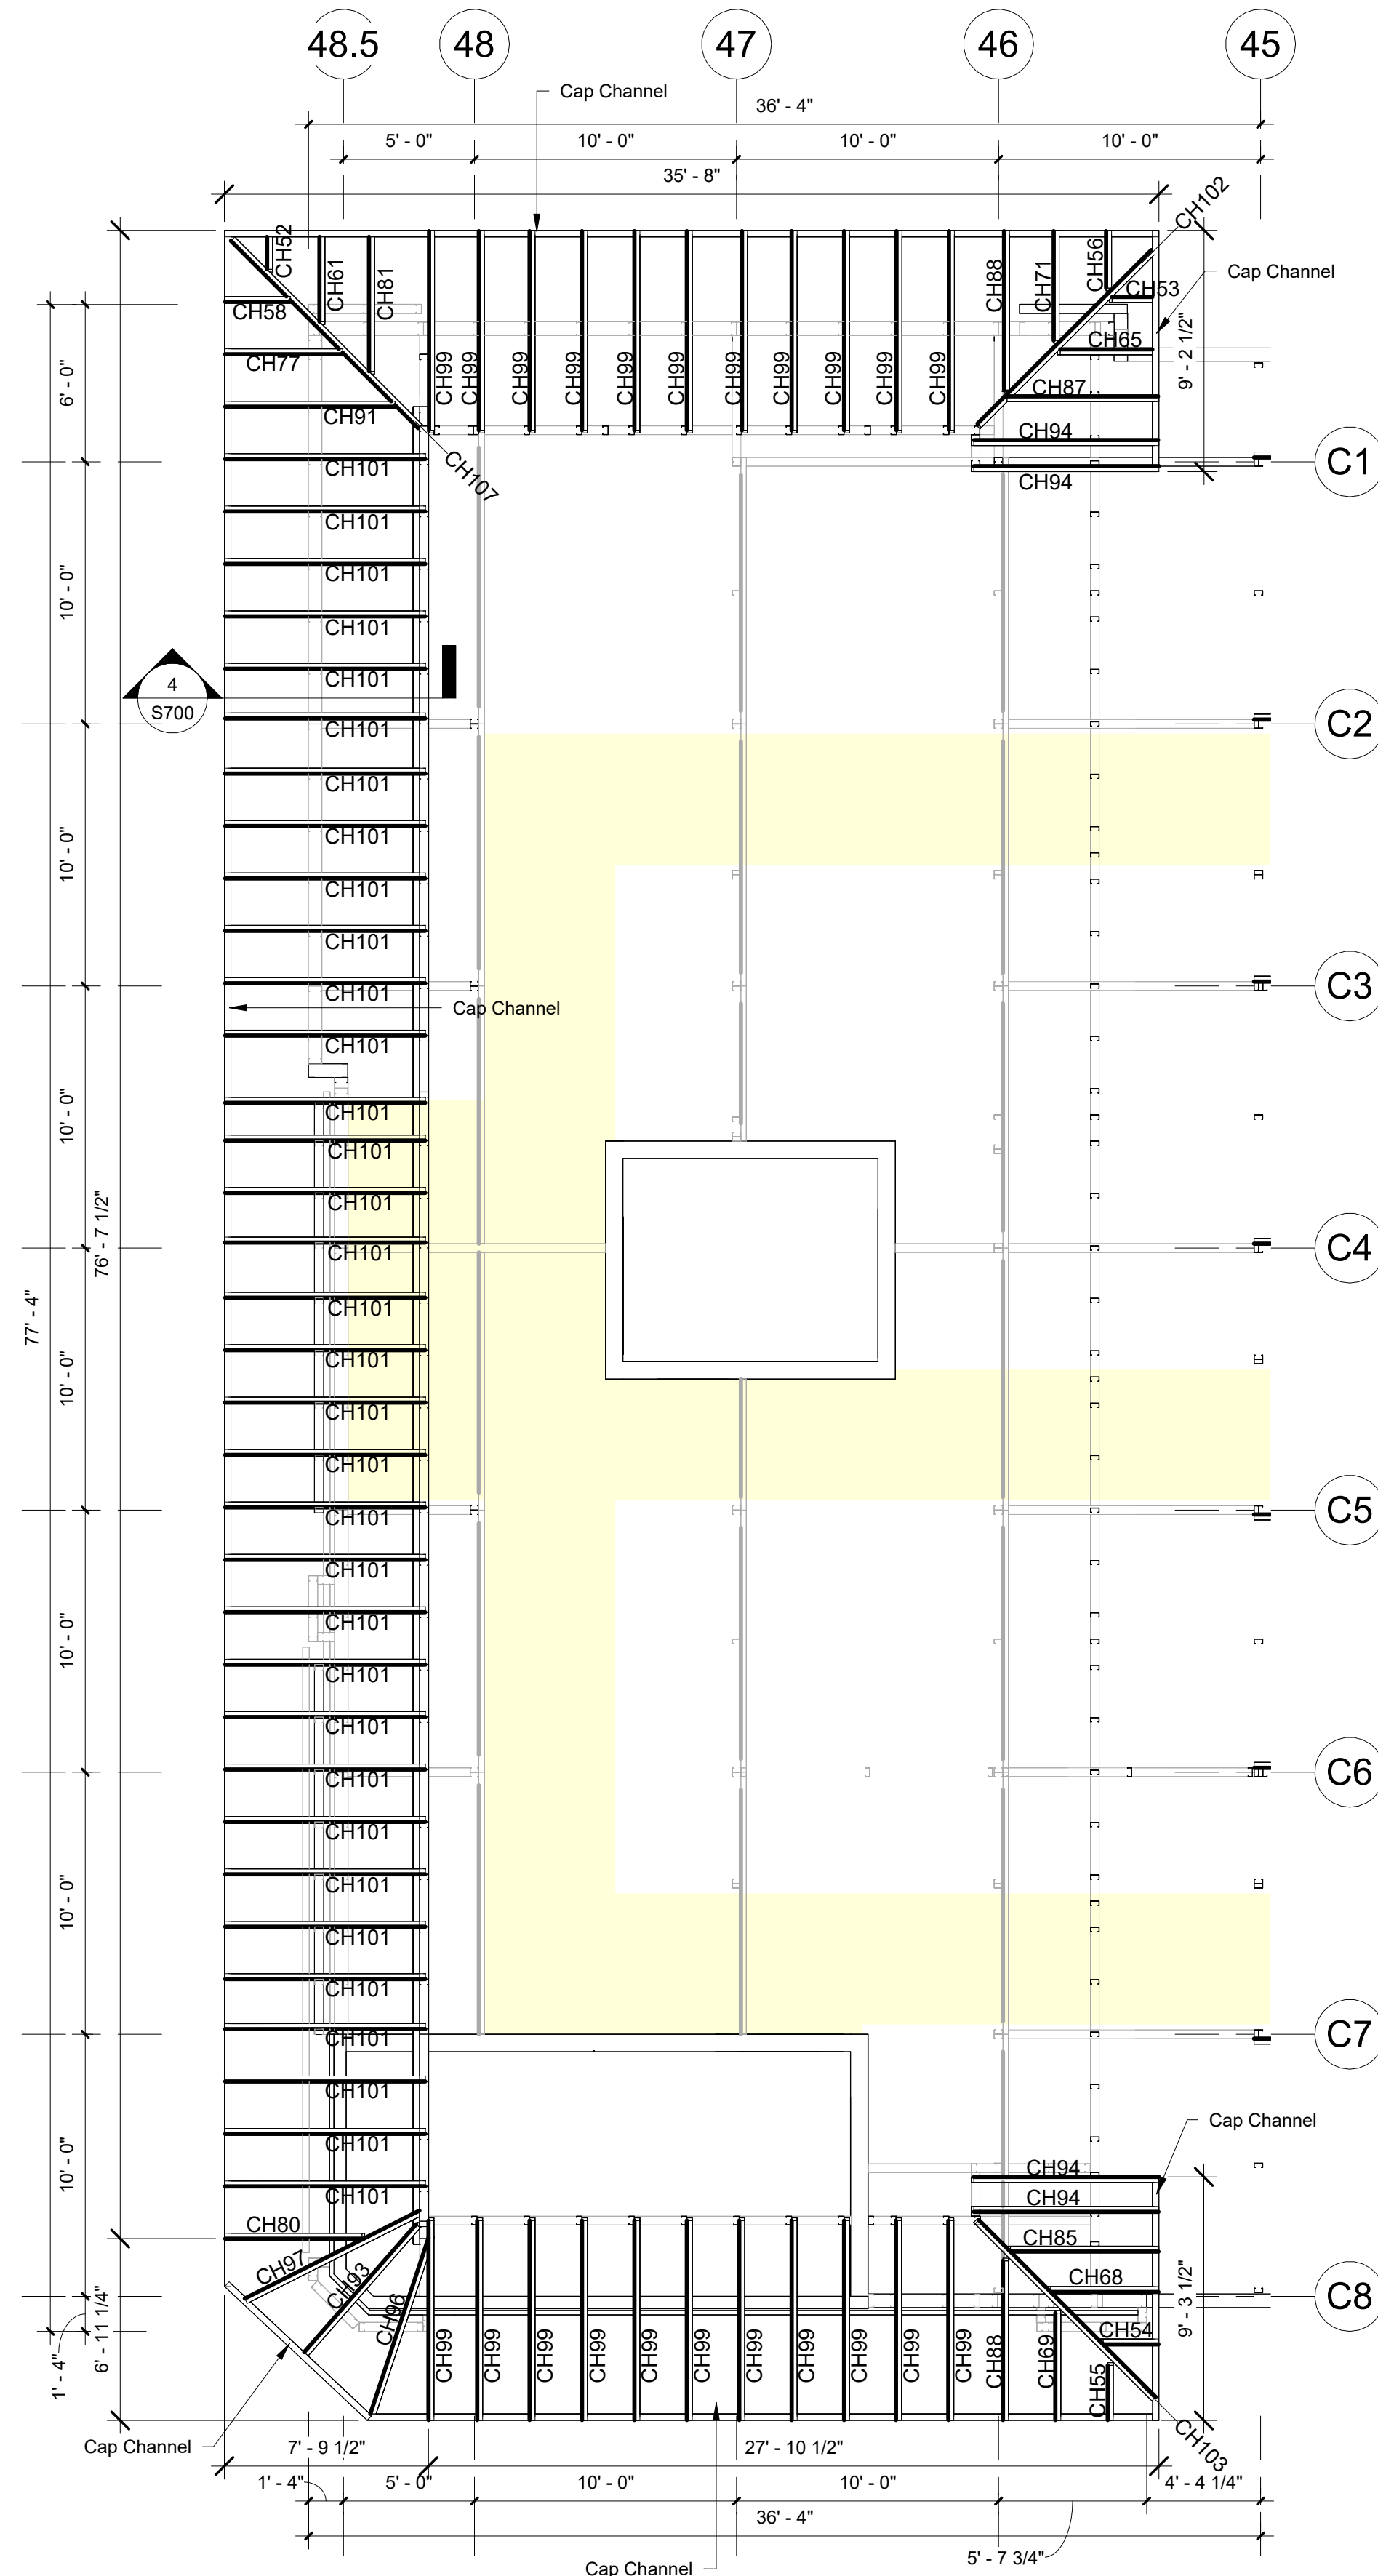 48.5
48
47
46
45
Cap Channel
36' - 4"
5' - 0"
10' - 0"
10' - 0"
10' - 0"
35' - 8"
CH102
CH52
CH61
CH81
CH88
CH71
CH56
Cap Channel
CH53
CH58
CH65
9' - 2 1/2"
CH77
CH99
CH99
CH99
CH99
CH99
CH99
CH99
CH99
CH99
CH99
CH99
6' - 0"
CH87
CH91
CH94
CH107
CH94
C1
CH101
CH101
CH101
CH101
CH101
10' - 0"
4
S700
CH101
C2
CH101
CH101
CH101
CH101
10' - 0"
CH101
C3
Cap Channel
CH101
CH101
CH101
CH101
10' - 0"
76' - 7 1/2"
CH101
C4
77' - 4"
CH101
CH101
CH101
CH101
10' - 0"
CH101
C5
CH101
CH101
CH101
CH101
10' - 0"
CH101
C6
CH101
CH101
CH101
CH101
10' - 0"
CH101
C7
CH101
CH101
CH101
10' - 0"
Cap Channel
CH94
CH94
CH80
CH85
CH97
CH93
CH96
CH68
C8
CH54
9' - 3 1/2"
CH99
CH99
CH99
CH99
CH99
CH99
CH99
CH99
CH99
CH99
CH99
CH88
CH69
CH55
1' - 4"
6' - 11 1/4"
CH103
Cap Channel
7' - 9 1/2"
27' - 10 1/2"
1' - 4"
5' - 0"
10' - 0"
10' - 0"
4' - 4 1/4"
36' - 4"
5' - 7 3/4"
Cap Channel